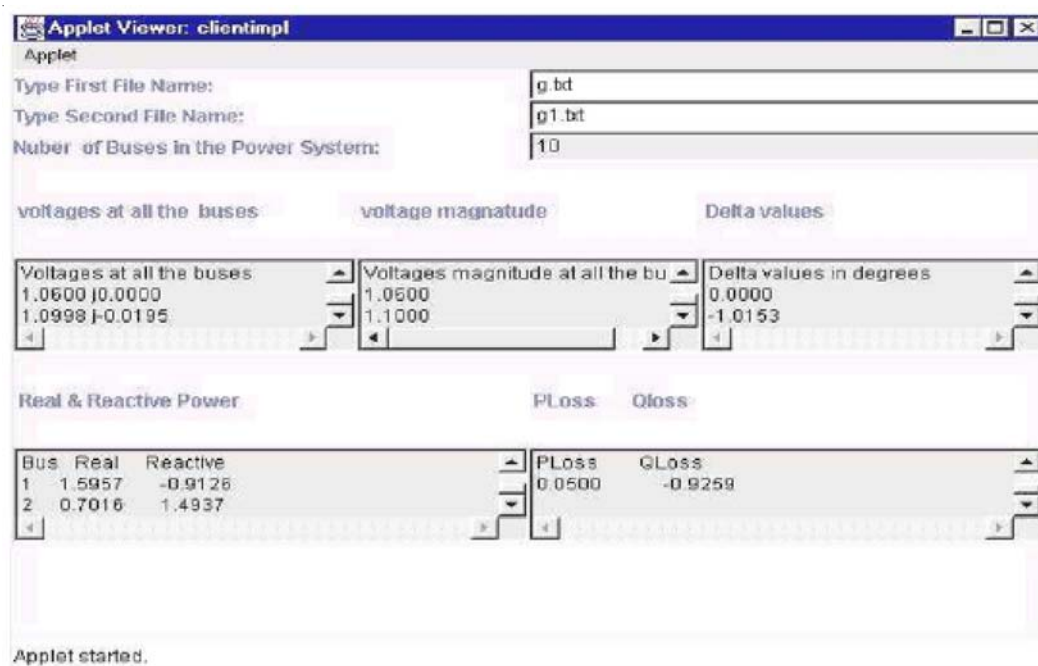 Applet Viewer: clientimpl
Applet
Type First File Name: g.txt
Type Second File Name: g1.txt
Nuber of Buses in the Power System: 10
voltages at all the buses voltage magnatude Delta values
Voltages at all the buses Voltages magnitude at all the bu Delta values in degrees
1.0600 j0.0000 1.0600 0.0000
1.0998 j-0.0195 1.1000 -1.0153
Real & Reactive Power PLoss Qloss
Bus Real Reactive PLoss QLoss
1 1.5957 -0.9126 0.0500 -0.9259
2 0.7016 1.4937
Applet started.